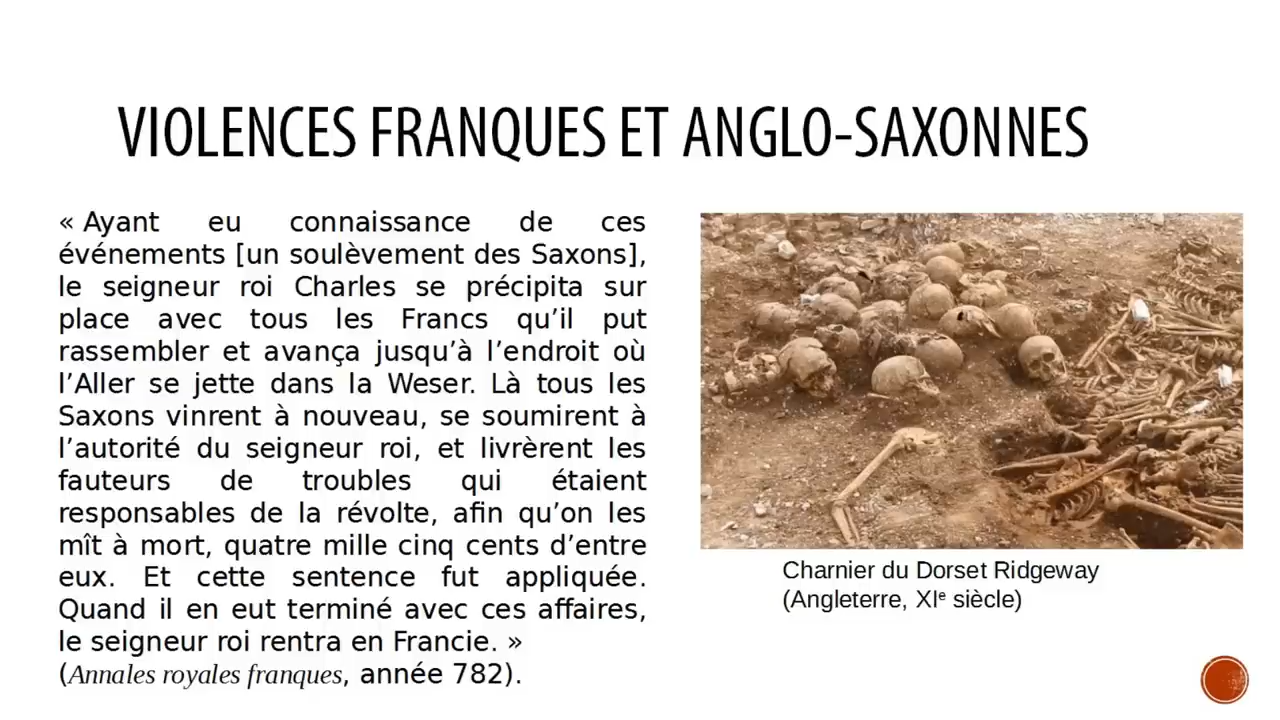 VIOLENCES FRANQUES ET ANGLO-SAXONNES
« Ayant eu connaissance de ces
événements [un soulèvement des Saxons],
le seigneur roi Charles se précipita sur
place avec tous les Francs qu’il put
rassembler et avança jusqu’à l’endroit où
l’Aller se jette dans la Weser. Là tous les
Saxons vinrent à nouveau, se soumirent à
l’autorité du seigneur roi, et livrèrent les
fauteurs de troubles qui étaient
responsables de la révolte, afin qu’on les
mît à mort, quatre mille cinq cents d’entre
eux. Et cette sentence fut appliquée.
Quand il en eut terminé avec ces affaires,
le seigneur roi rentra en Francie. »
(Annales royales franques, année 782).
Charnier du Dorset Ridgeway
(Angleterre, XIe siècle)